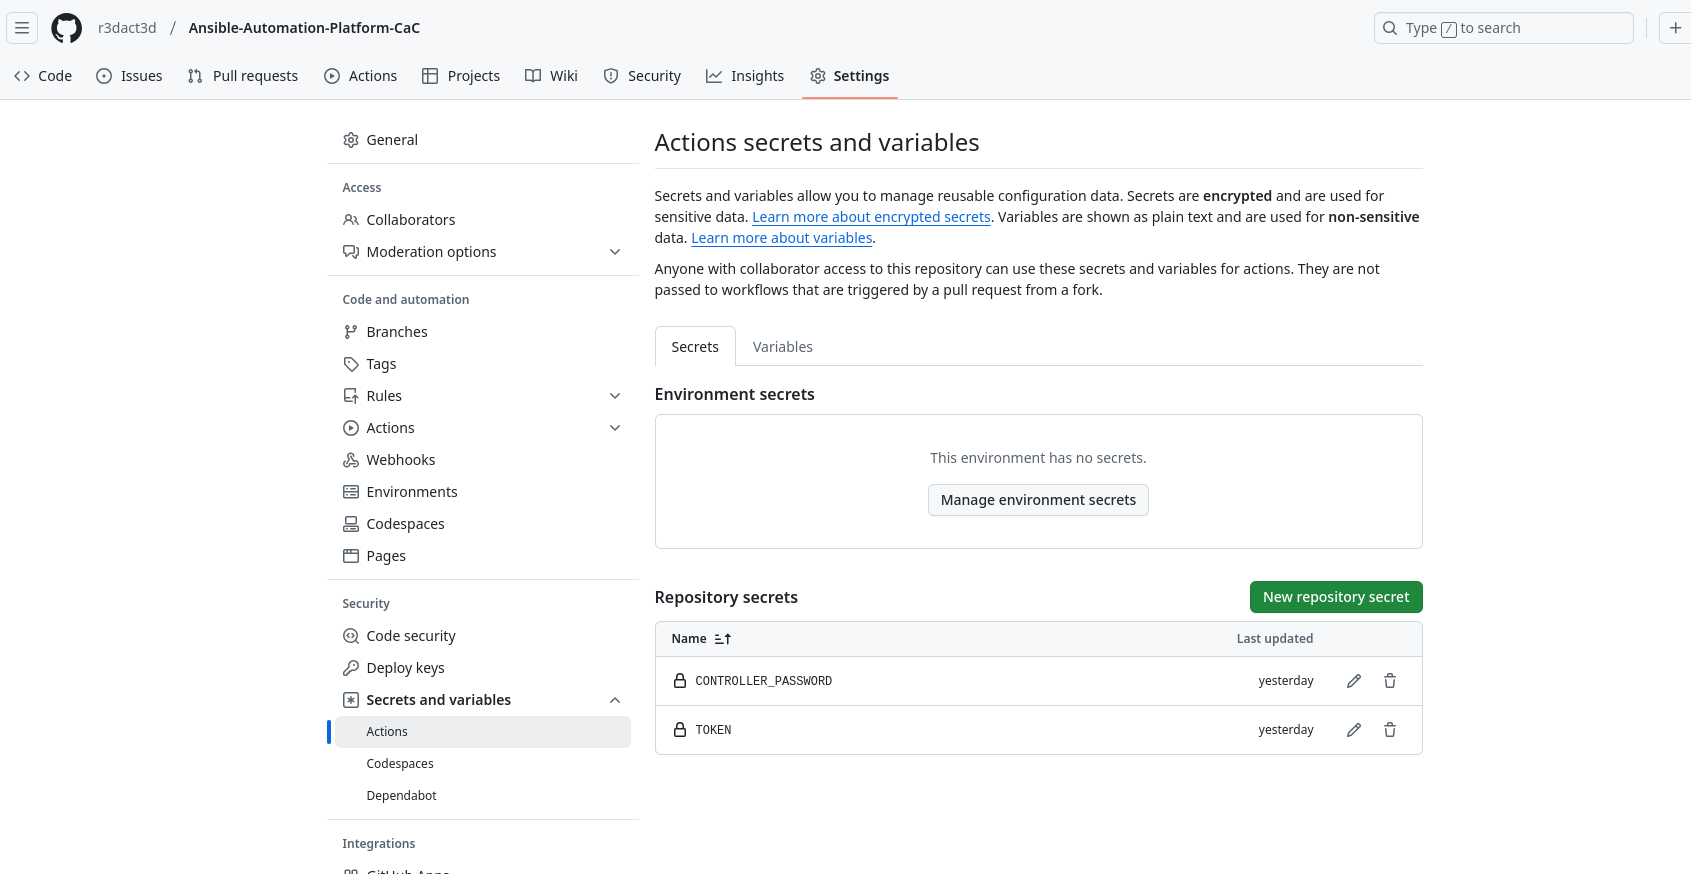 r3dact3d / Ansible-Automation-Platform-CaC
Type / to search
Code
Issues
Pull requests
Actions
Projects
Wiki
Security
Insights
Settings
General
Access
Collaborators
Moderation options
Code and automation
Branches
Tags
Rules
Actions
Webhooks
Environments
Codespaces
Pages
Security
Code security
Deploy keys
Secrets and variables
Actions
Codespaces
Dependabot
Integrations
GitHub Apps
Actions secrets and variables
Secrets and variables allow you to manage reusable configuration data. Secrets are encrypted and are used for
sensitive data. Learn more about encrypted secrets. Variables are shown as plain text and are used for non-sensitive
data. Learn more about variables.
Anyone with collaborator access to this repository can use these secrets and variables for actions. They are not
passed to workflows that are triggered by a pull request from a fork.
Secrets
Variables
Environment secrets
This environment has no secrets.
Manage environment secrets
Repository secrets
New repository secret
Name
Last updated
CONTROLLER_PASSWORD
yesterday
TOKEN
yesterday